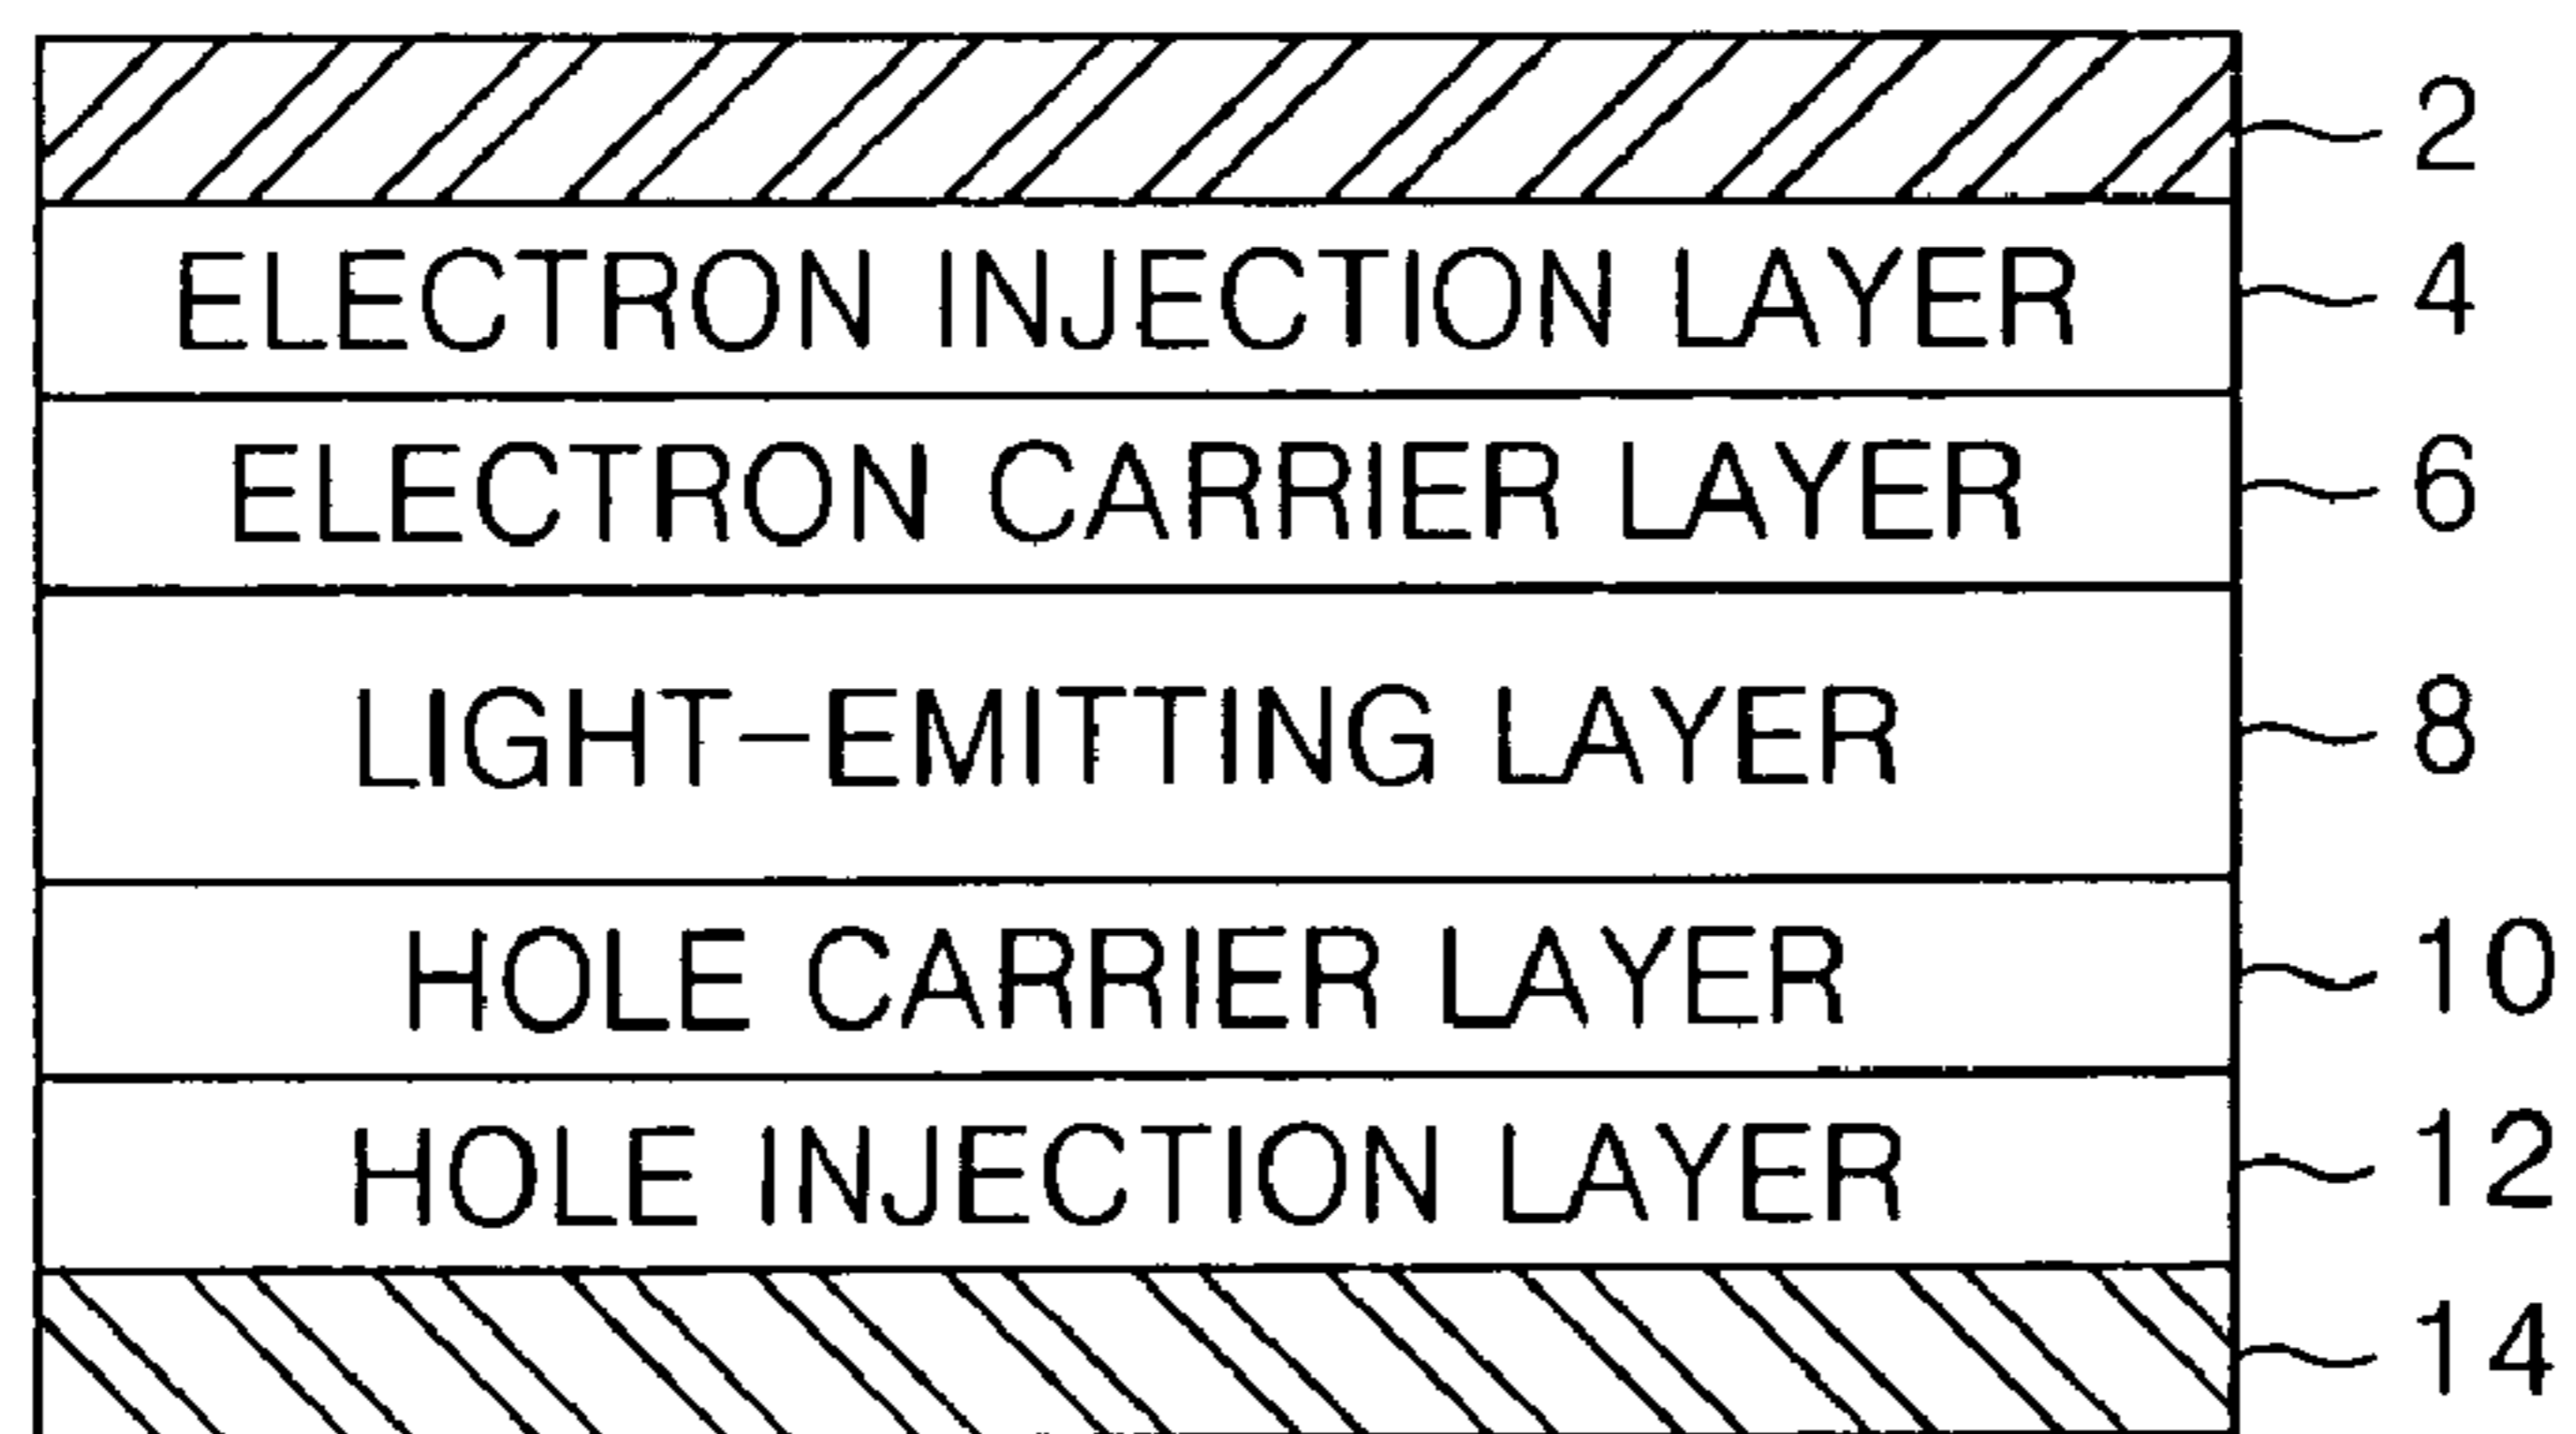 2
ELECTRON INJECTION LAYER 4
ELECTRON CARRIER LAYER 6
LIGHT-EMITTING LAYER 8
HOLE CARRIER LAYER 10
HOLE INJECTION LAYER 12
14